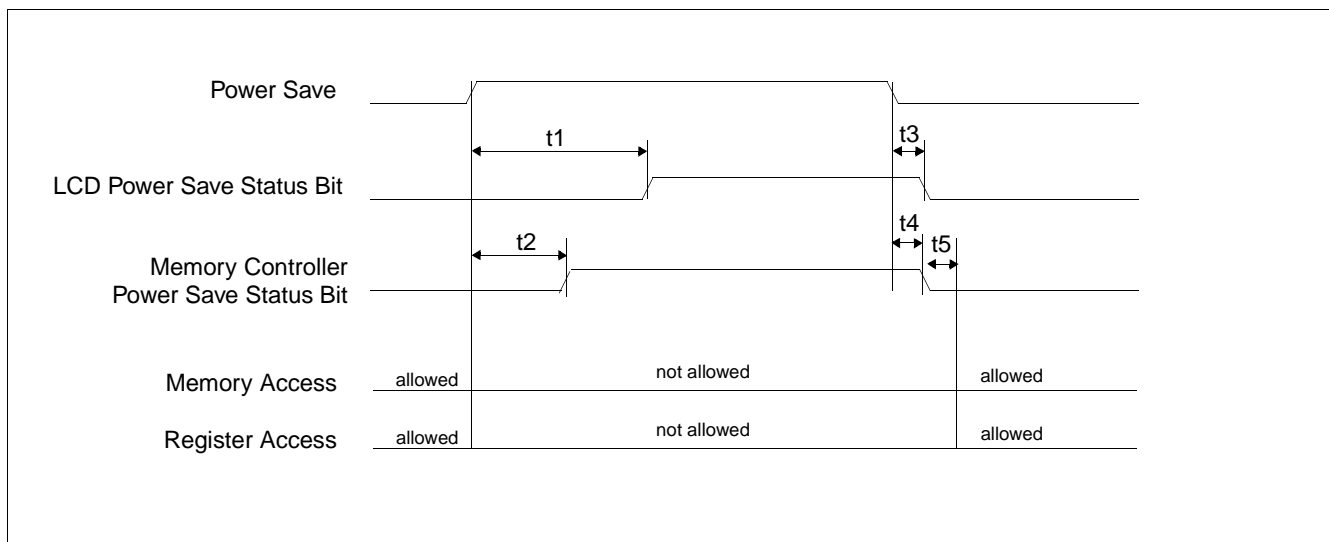 Power Save
t1
t3
LCD Power Save Status Bit
t2
t4
t5
Memory Controller
Power Save Status Bit
Memory Access
allowed
not allowed
allowed
Register Access
allowed
not allowed
allowed